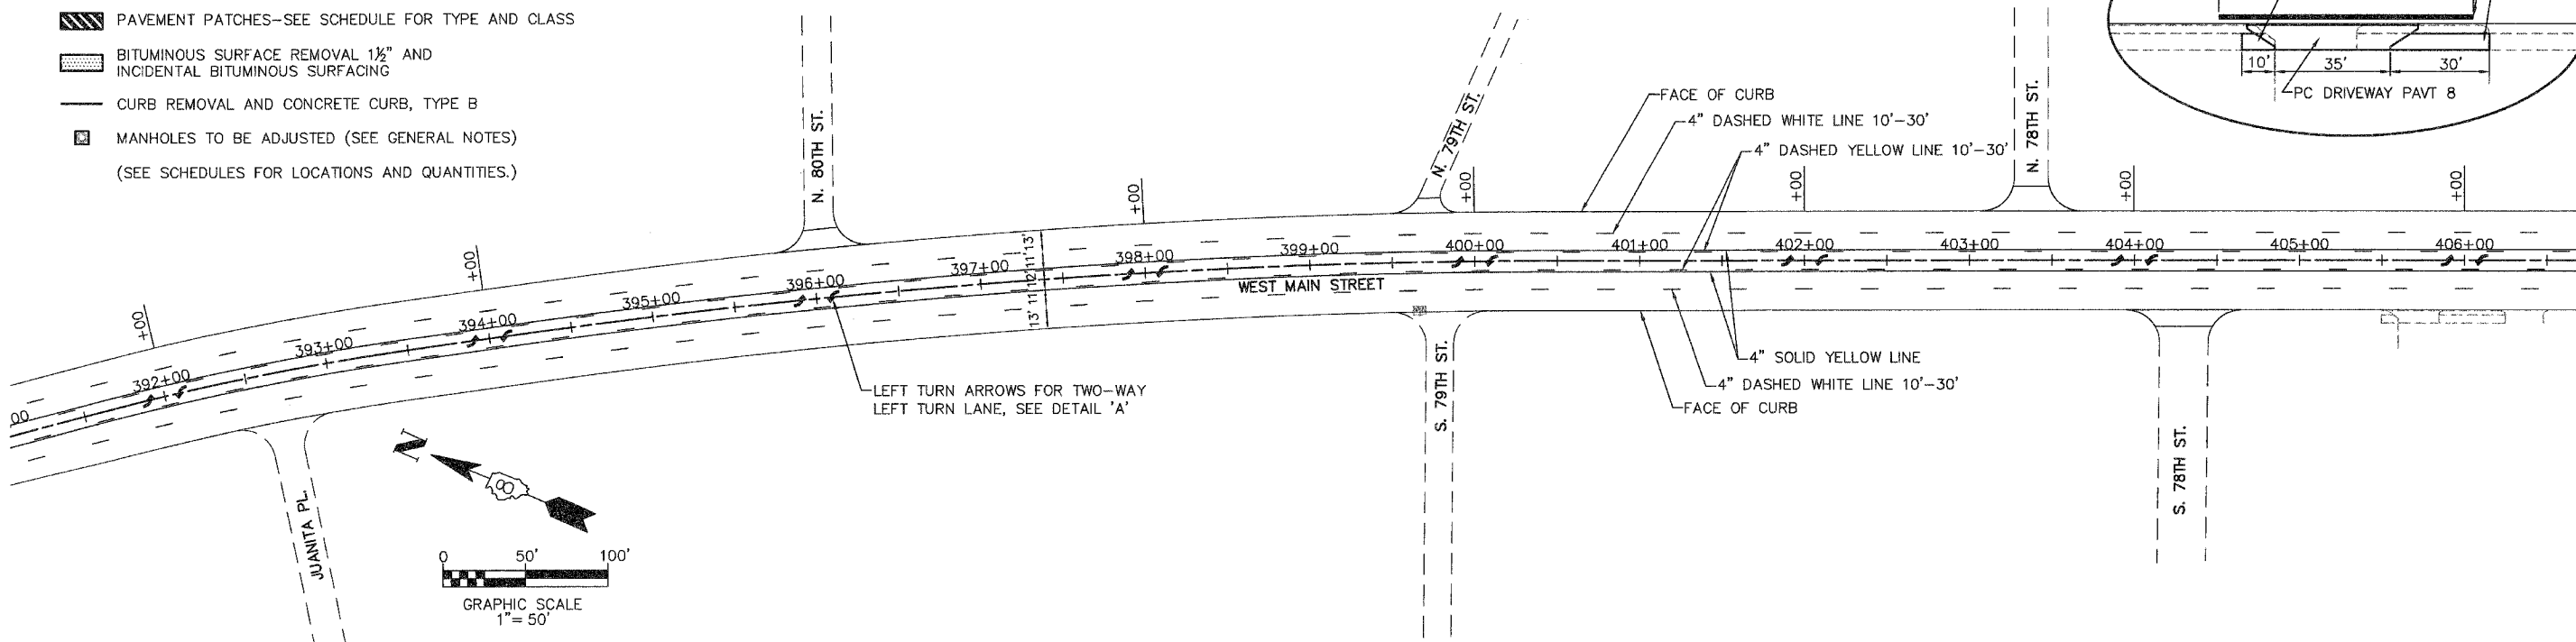 PAVEMENT PATCHES-SEE SCHEDULE FOR TYPE AND CLASS
BITUMINOUS SURFACE REMOVAL 1½" AND
INCIDENTAL BITUMINOUS SURFACING
CURB REMOVAL AND CONCRETE CURB, TYPE B
MANHOLES TO BE ADJUSTED (SEE GENERAL NOTES)
(SEE SCHEDULES FOR LOCATIONS AND QUANTITIES.)
N. 80TH ST.
N. 79TH ST.
N. 78TH ST.
10'
35'
30'
PC DRIVEWAY PAVT 8
FACE OF CURB
4" DASHED WHITE LINE 10'-30'
4" DASHED YELLOW LINE 10'-30'
+00
+00
+00
+00
+00
+00
+00
00
392+00
393+00
394+00
395+00
396+00
397+00
398+00
399+00
400+00
401+00
402+00
403+00
404+00
405+00
406+00
13' 11' 12' 11' 13'
WEST MAIN STREET
LEFT TURN ARROWS FOR TWO-WAY
LEFT TURN LANE, SEE DETAIL 'A'
4" SOLID YELLOW LINE
4" DASHED WHITE LINE 10'-30'
FACE OF CURB
JUANITA PL.
S. 79TH ST.
S. 78TH ST.
N
90
0 50' 100'
GRAPHIC SCALE
1"= 50'